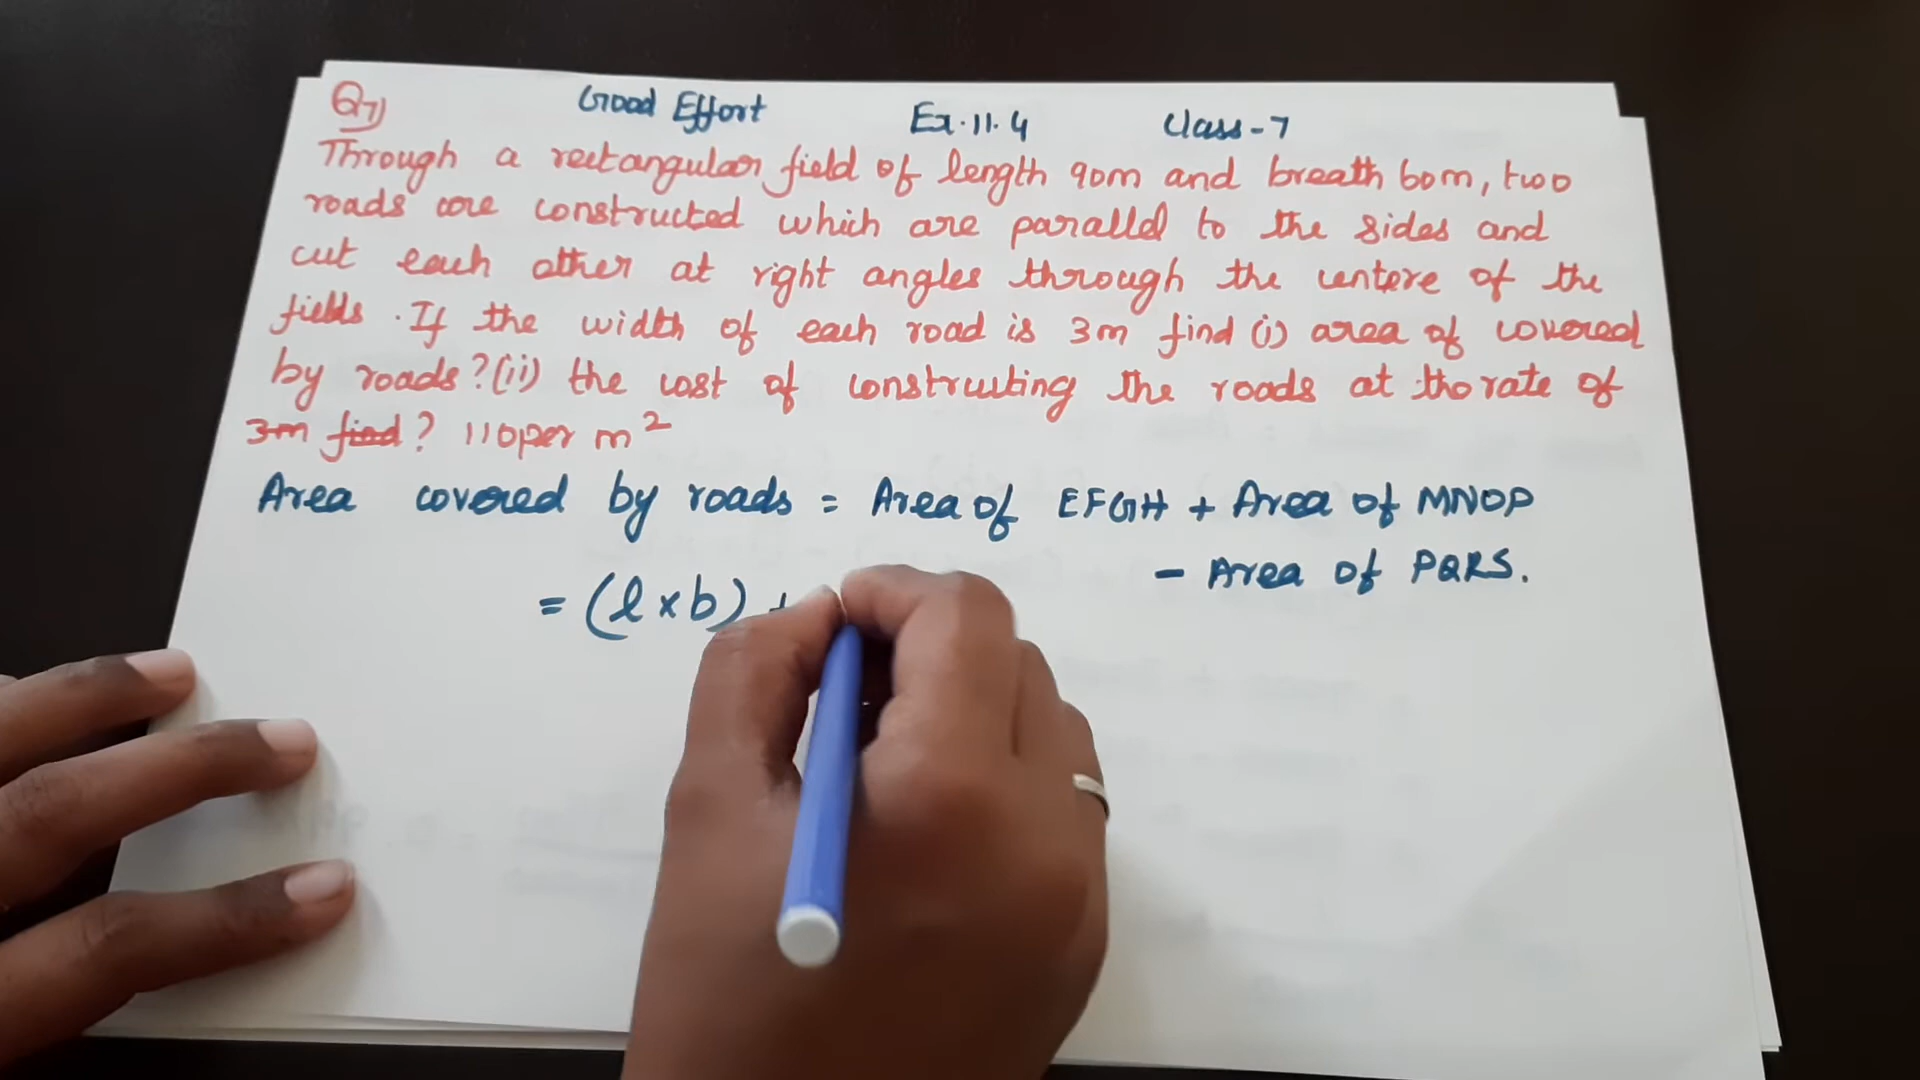 Q7)
Good Effort Ex.11.4 Class-7
Through a rectangular field of length 90m and breath 60m, two
roads are constructed which are parallel to the sides and
cut each other at right angles through the centere of the
fields. If the width of each road is 3m find (i) area of covered
by roads? (ii) the cost of constructing the roads at the rate of
3m find? 110per m²
Area covered by roads = Area of EFGH + Area of MNOP
- Area of PQRS.
= (l × b) +